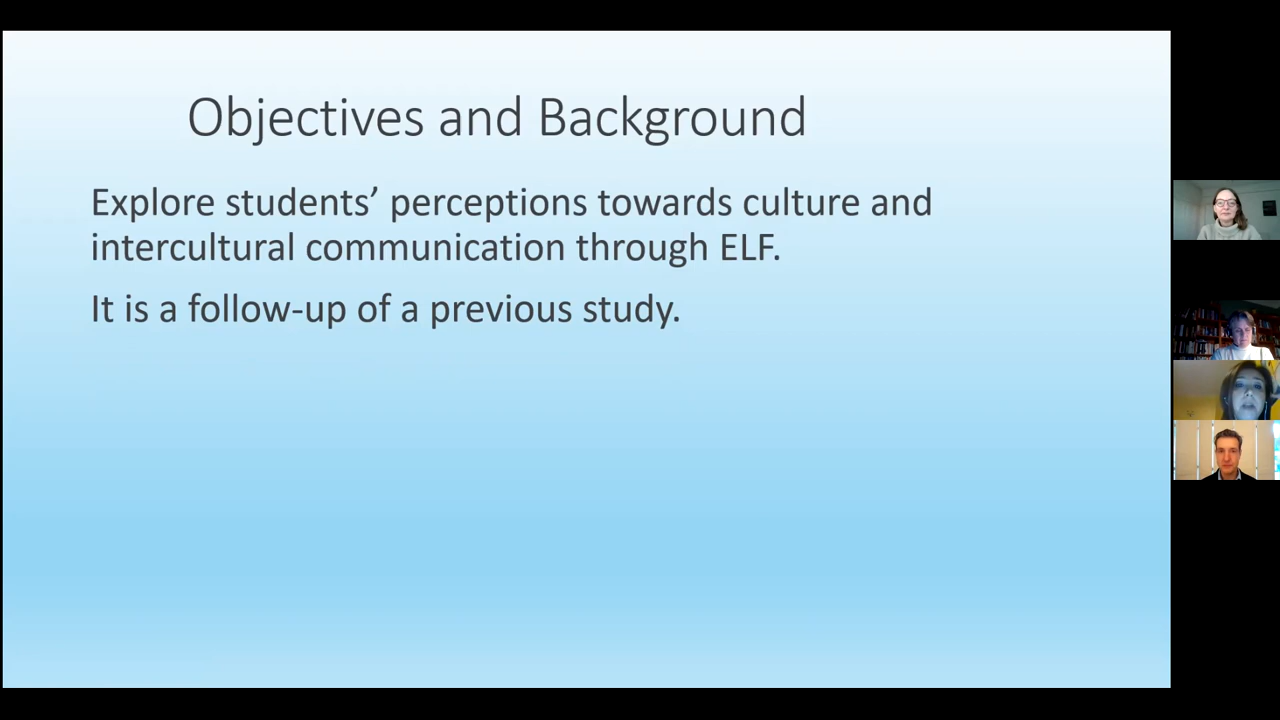 Objectives and Background
Explore students’ perceptions towards culture and
intercultural communication through ELF.
It is a follow-up of a previous study.